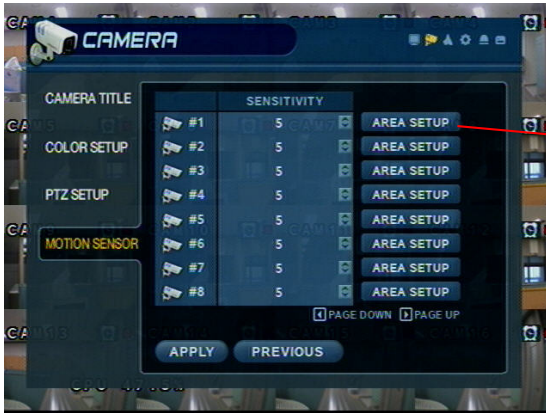 CAMERA
CAMERA TITLE
COLOR SETUP
PTZ SETUP
MOTION SENSOR
SENSITIVITY
#1 5 AREA SETUP
#2 5 AREA SETUP
#3 5 AREA SETUP
#4 5 AREA SETUP
#5 5 AREA SETUP
#6 5 AREA SETUP
#7 5 AREA SETUP
#8 5 AREA SETUP
PAGE DOWN PAGE UP
APPLY PREVIOUS